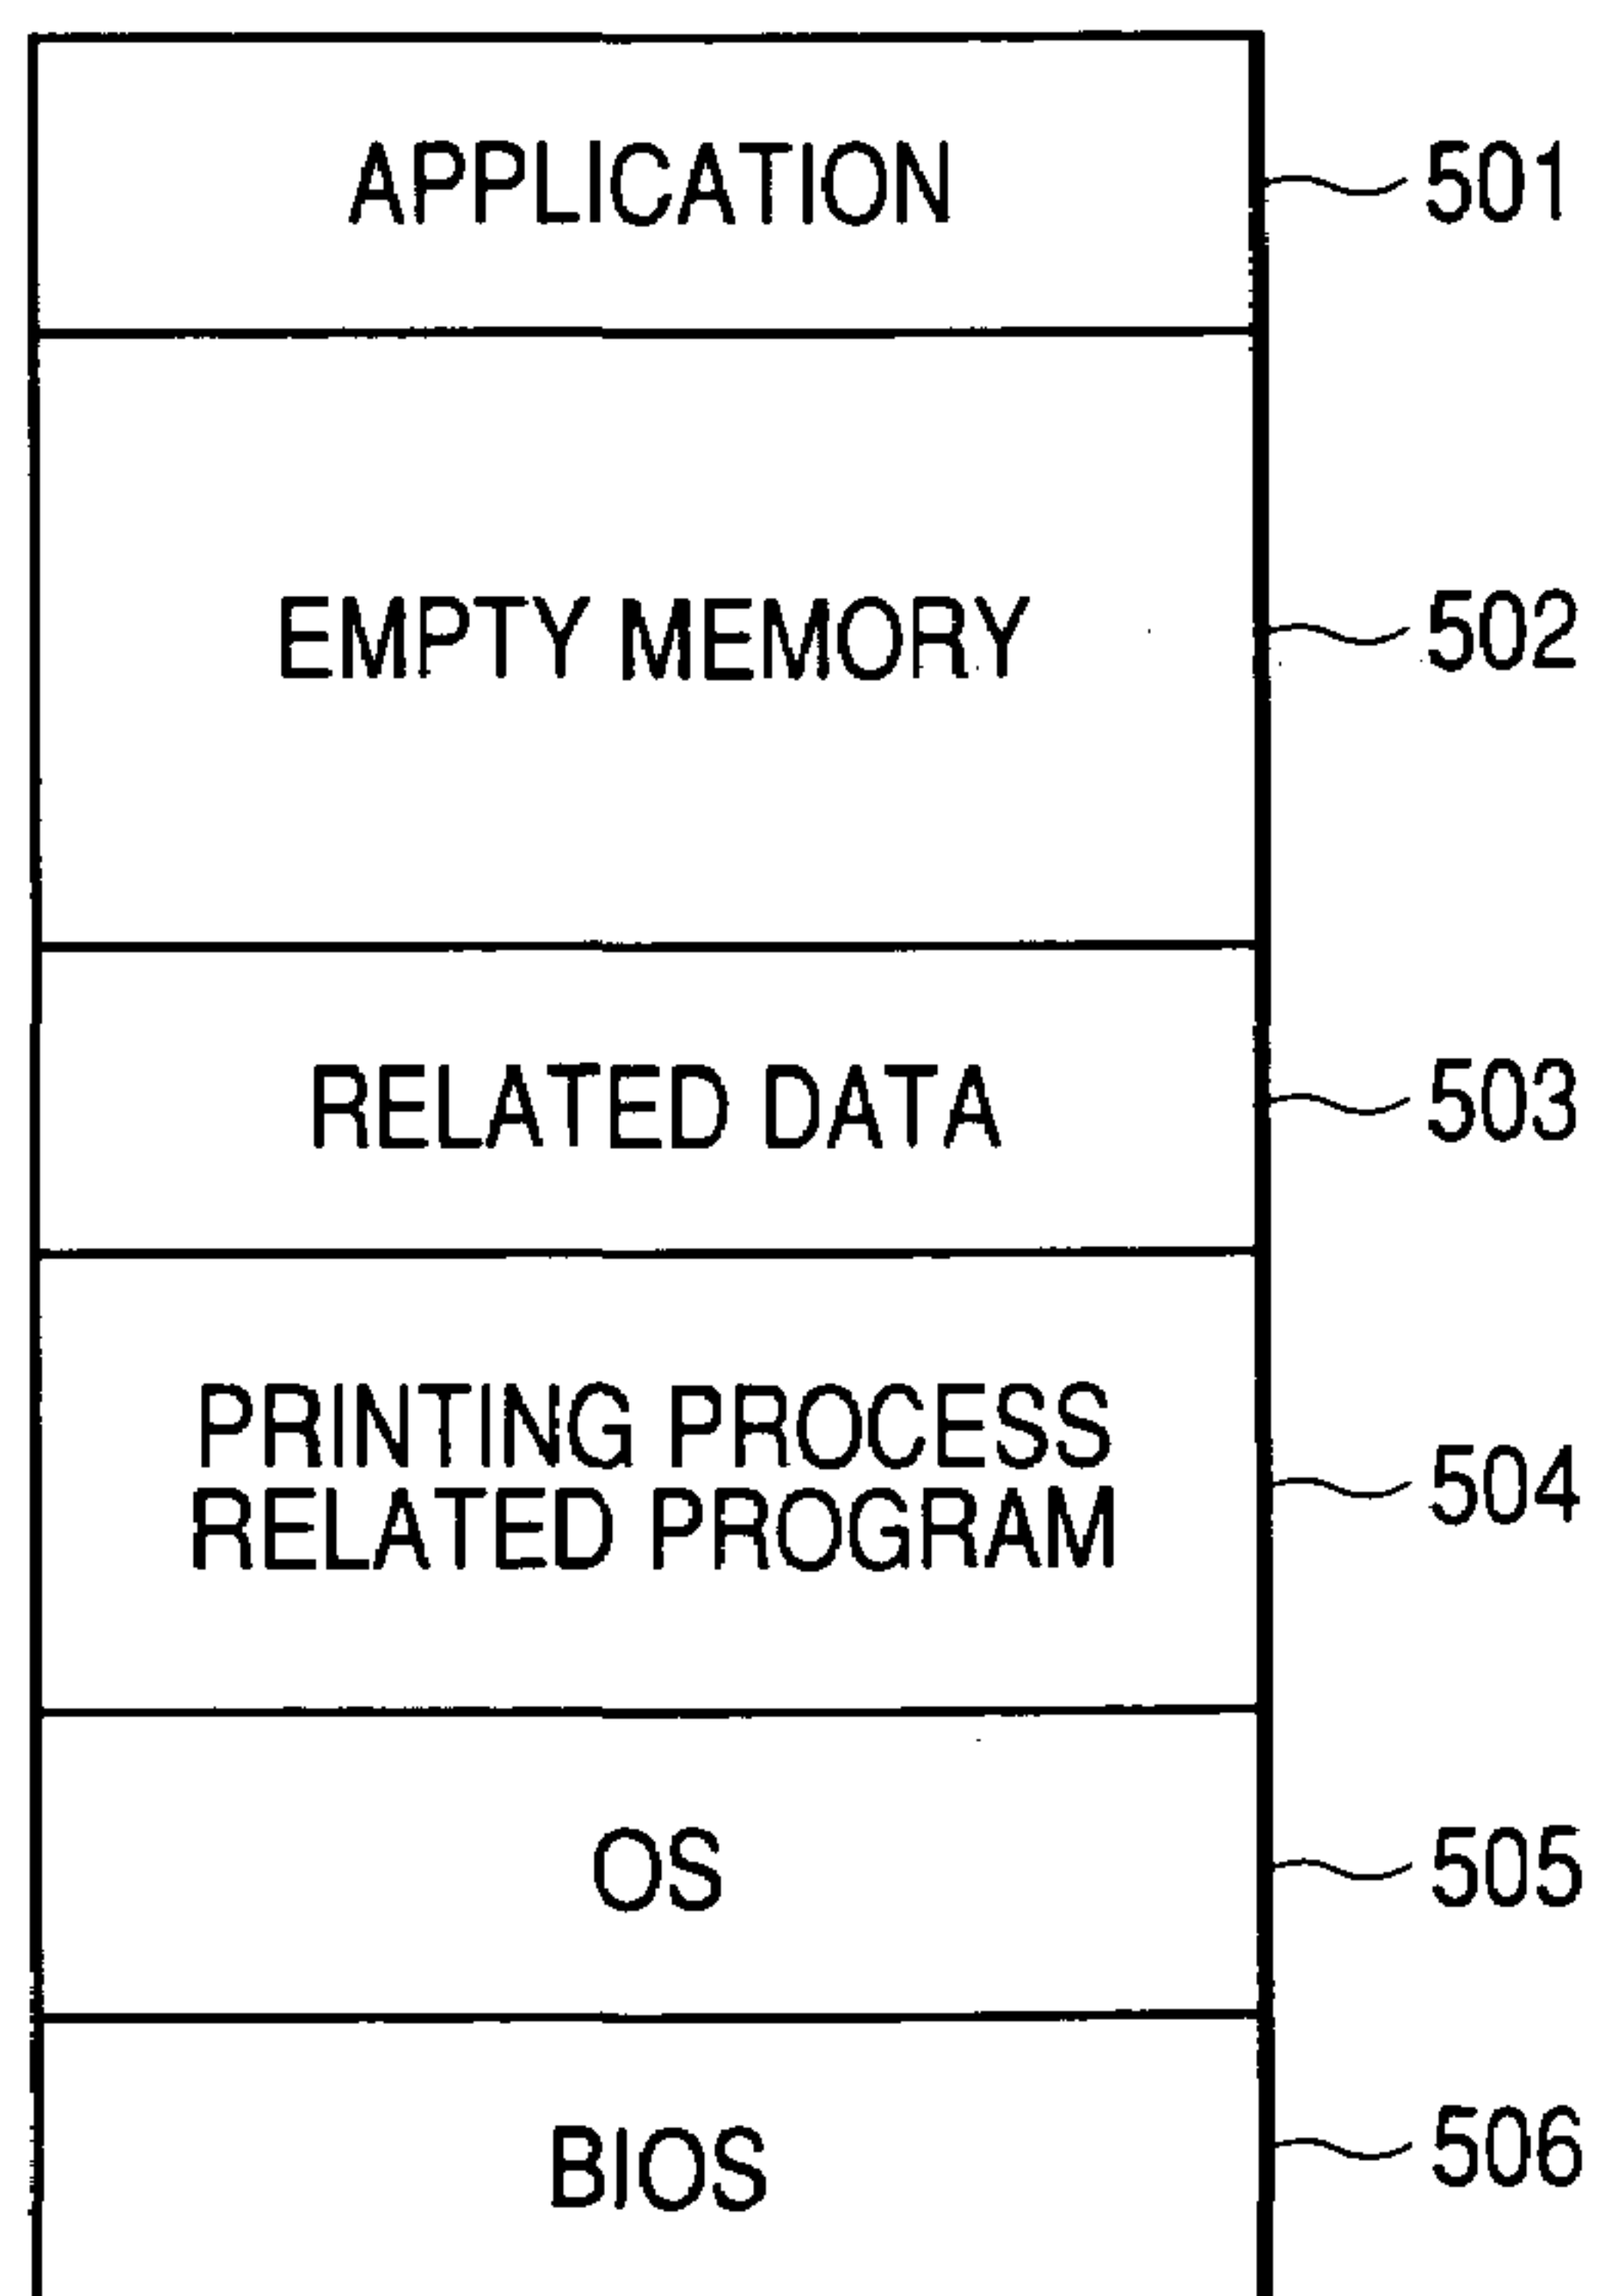 APPLICATION 501
EMPTY MEMORY 502
RELATED DATA 503
PRINTING PROCESS
RELATED PROGRAM 504
OS 505
BIOS 506